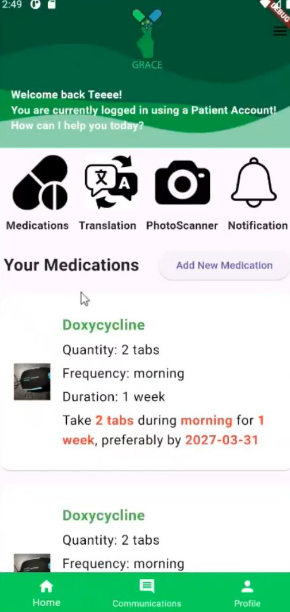 2:49
DEBUG
GRACE
Welcome back Teeee!
You are currently logged in using a Patient Account!
How can I help you today?
文 A
Medications Translation PhotoScanner Notification
Your Medications Add New Medication
Doxycycline
Quantity: 2 tabs
Frequency: morning
Duration: 1 week
Take 2 tabs during morning for 1
week, preferably by 2027-03-31
Doxycycline
Quantity: 2 tabs
Frequency: morning
Home Communications Profile